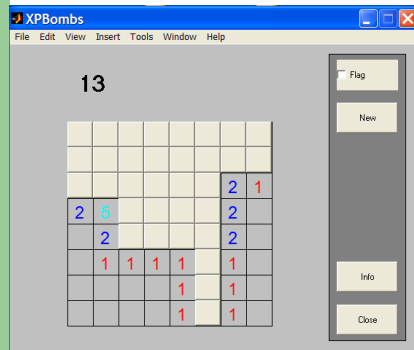 XPBombs
File Edit View Insert Tools Window Help
13
Flag
New
2 1
2 5 2
2 2
1 1 1 1 1
1 1
1 1
Info
Close